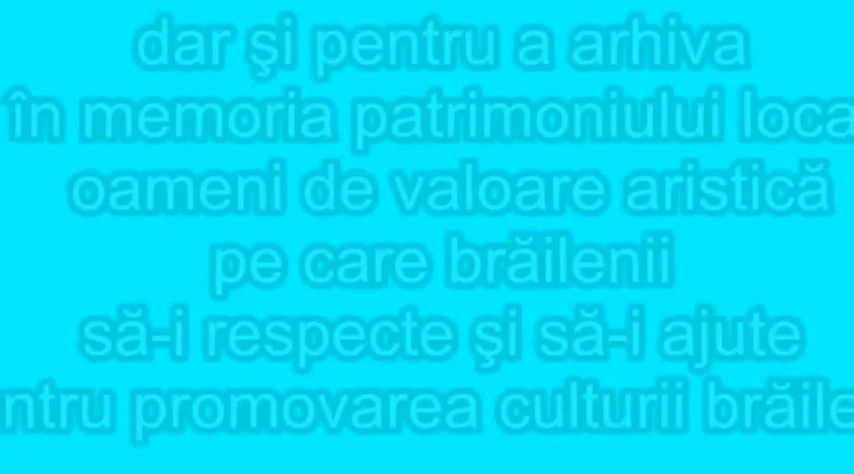 dar şi pentru a arhiva
în memoria patrimoniului loca
oameni de valoare aristică
pe care brăilenii
să-i respecte şi să-i ajute
ntru promovarea culturii brăile